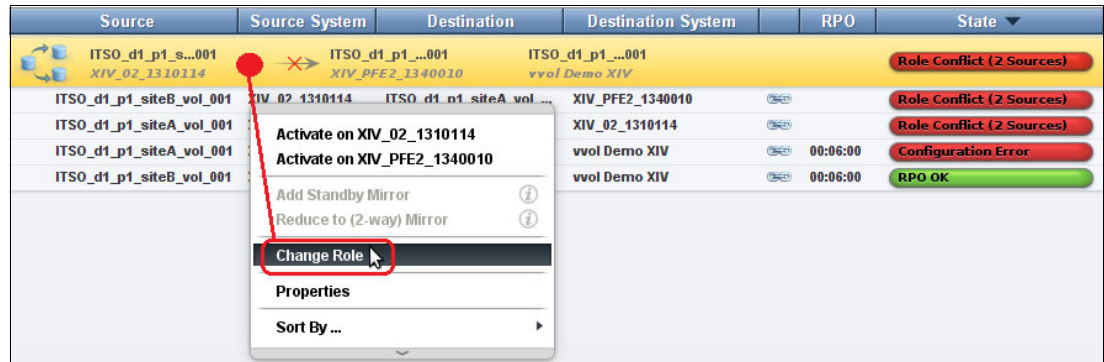 Source Source System Destination Destination System RPO State
ITSO_d1_p1_s...001 ITSO_d1_p1_...001 ITSO_d1_p1_...001 Role Conflict (2 Sources)
XIV_02_1310114 XIV_PFE2_1340010 vvol Demo XIV
ITSO_d1_p1_siteB_vol_001 XIV_02_1310114 ITSO_d1_p1_siteA_vol_... XIV_PFE2_1340010 Role Conflict (2 Sources)
ITSO_d1_p1_siteA_vol_001 XIV_02_1310114 Role Conflict (2 Sources)
ITSO_d1_p1_siteA_vol_001 vvol Demo XIV 00:06:00 Configuration Error
ITSO_d1_p1_siteB_vol_001 vvol Demo XIV 00:06:00 RPO OK
Activate on XIV_02_1310114
Activate on XIV_PFE2_1340010
Add Standby Mirror
Reduce to (2-way) Mirror
Change Role
Properties
Sort By ...